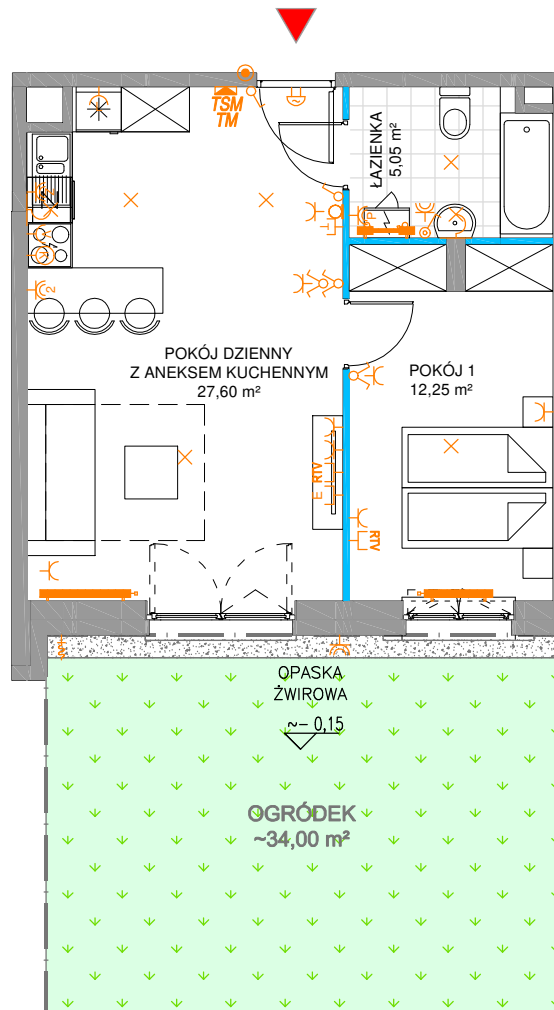 TSM
TM
ŁAZIENKA
5,05 m²
2
POKÓJ DZIENNY
Z ANEKSEM KUCHENNYM
27,60 m²
POKÓJ 1
12,25 m²
E RTV
RTV
OPASKA
ŻWIROWA
~- 0,15
OGRÓDEK
~34,00 m²